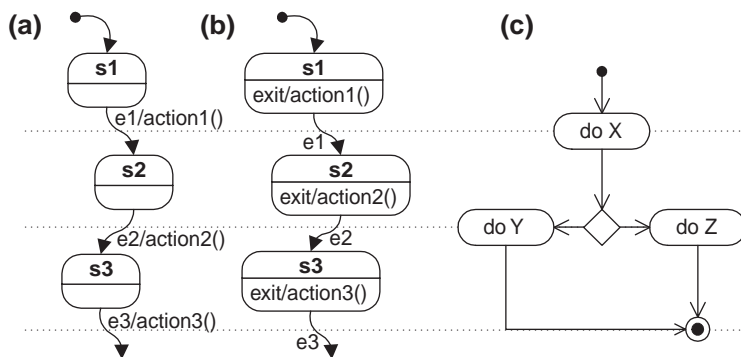 (a)
s1
e1/action1()
s2
e2/action2()
s3
e3/action3()
(b)
s1
exit/action1()
e1
s2
exit/action2()
e2
s3
exit/action3()
e3
(c)
do X
do Y
do Z